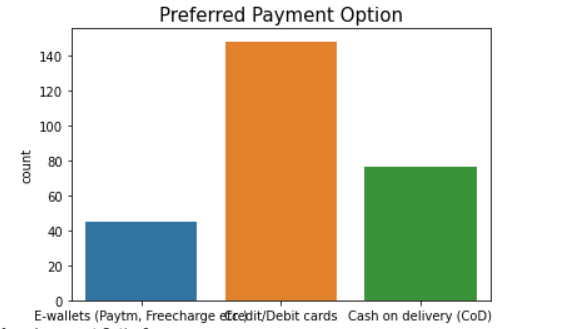 Preferred Payment Option
140
120
100
80
60
40
20
0
count
E-wallets (Paytm, Freecharge etc.) Credit/Debit cards Cash on delivery (CoD)